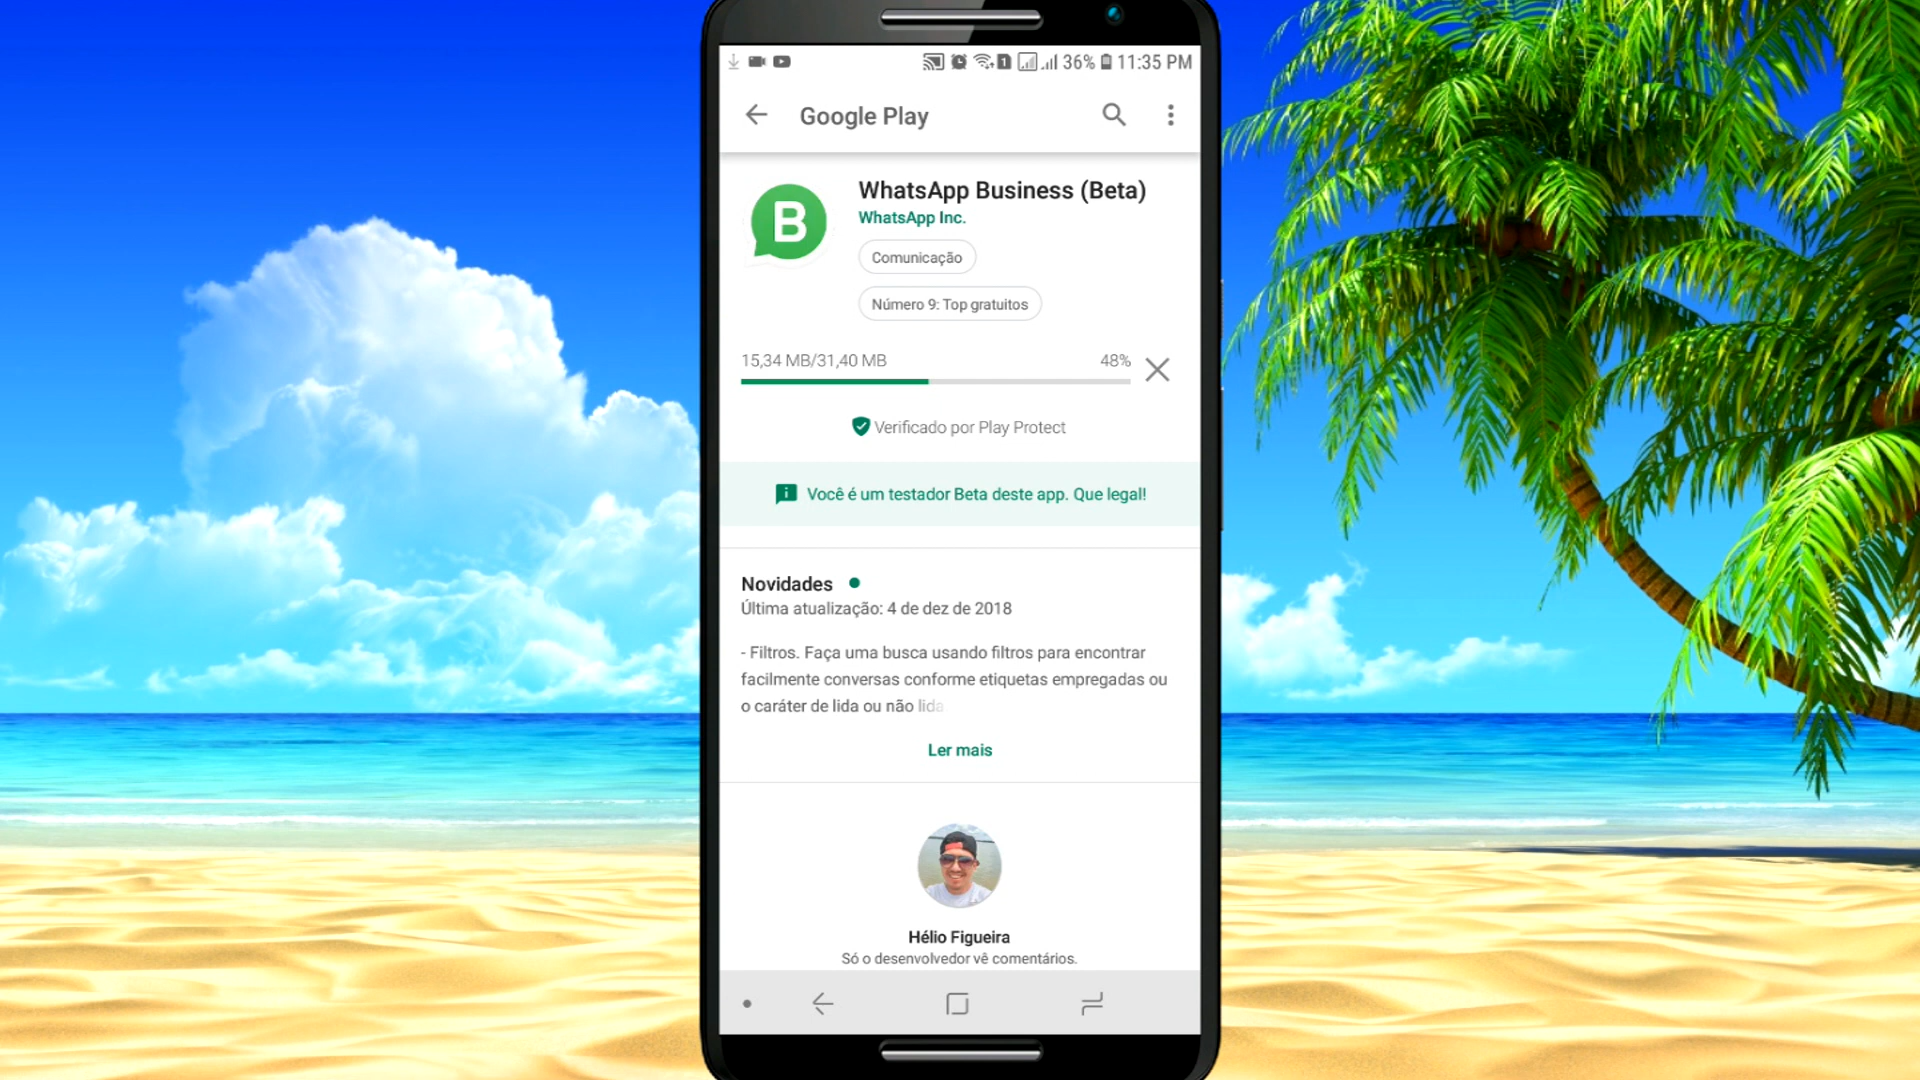 36% 11:35 PM
Google Play
WhatsApp Business (Beta)
WhatsApp Inc.
Comunicação
Número 9: Top gratuitos
15,34 MB/31,40 MB 48%
Verificado por Play Protect
Você é um testador Beta deste app. Que legal!
Novidades
Última atualização: 4 de dez de 2018
- Filtros. Faça uma busca usando filtros para encontrar
facilmente conversas conforme etiquetas empregadas ou
o caráter de lida ou não lida
Ler mais
Hélio Figueira
Só o desenvolvedor vê comentários.